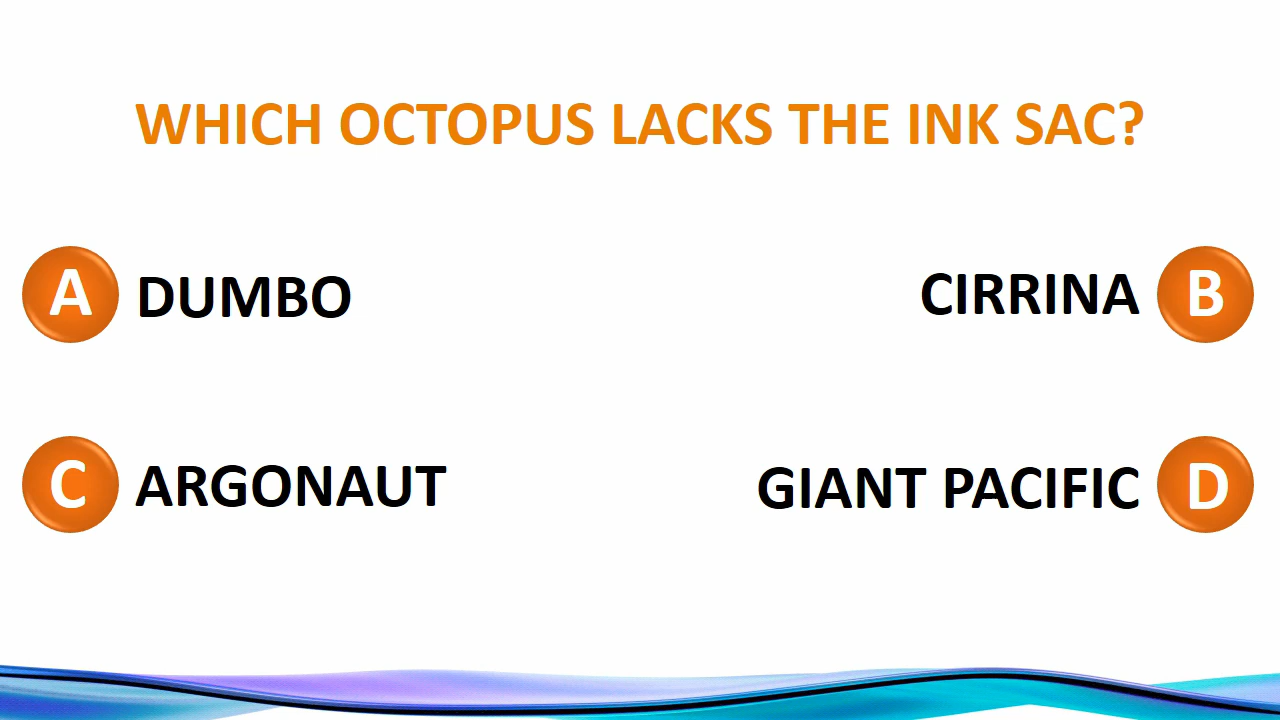 WHICH OCTOPUS LACKS THE INK SAC?
A DUMBO
CIRRINA B
C ARGONAUT
GIANT PACIFIC D